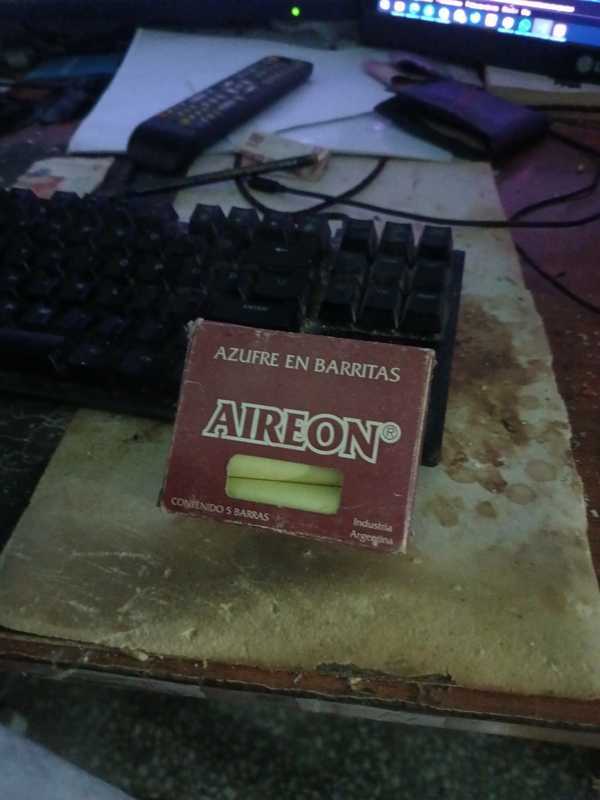 AZUFRE EN BARRITAS
AIREON®
CONTENIDO 5 BARRAS
Industria
Argentina